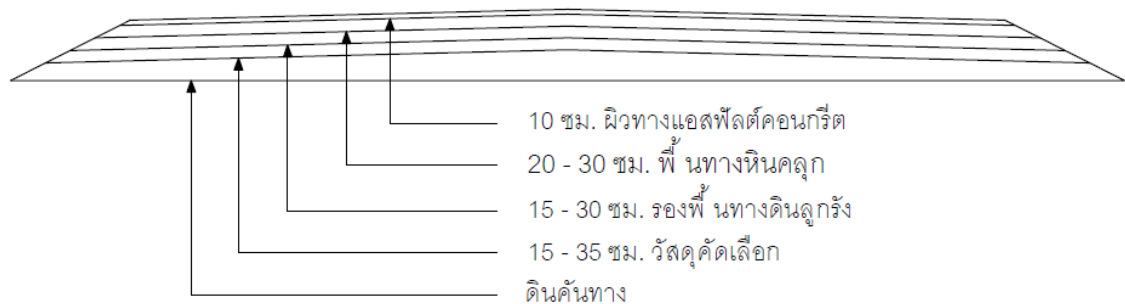 10 ซม. ผิวทางแอสฟัลต์คอนกรีต
20 - 30 ซม. พื้นทางหินคลุก
15 - 30 ซม. รองพื้นทางดินลูกรัง
15 - 35 ซม. วัสดุคัดเลือก
ดินคันทาง